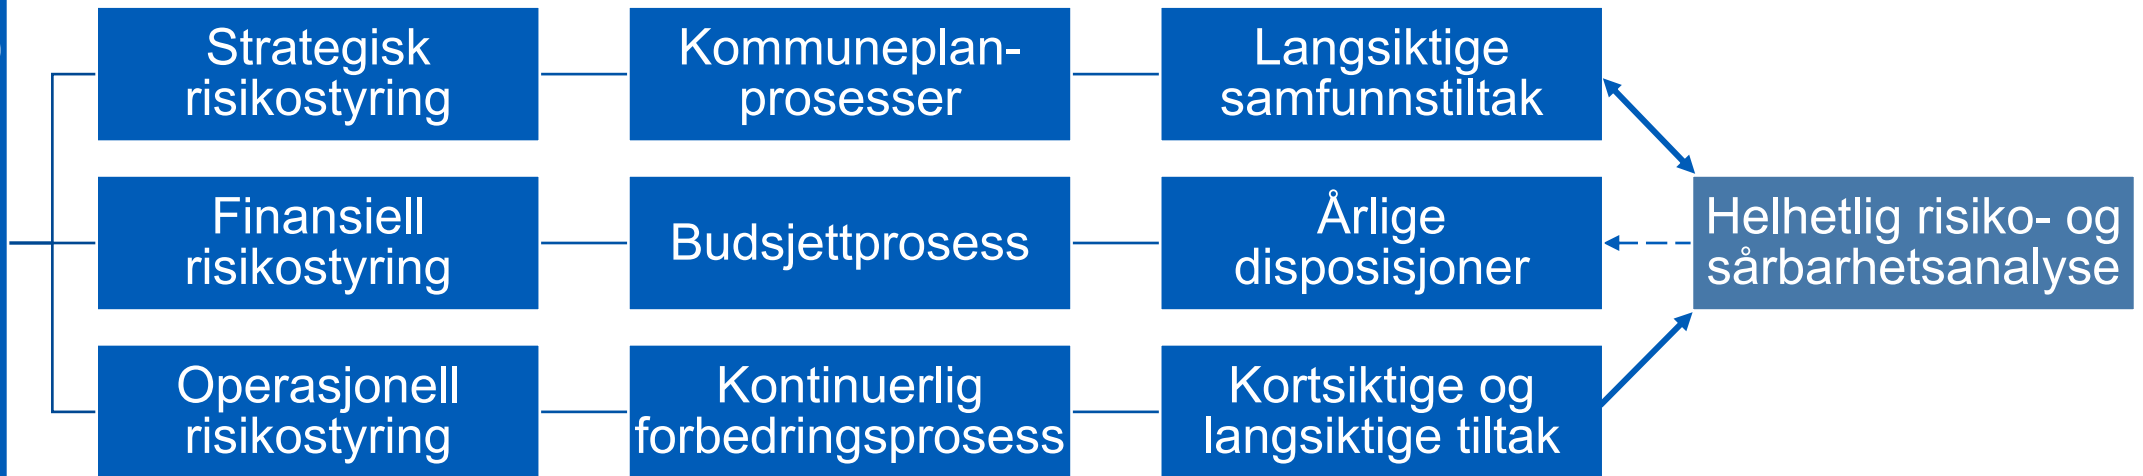 Strategisk
risikostyring
Kommuneplan-
prosesser
Langsiktige
samfunnstiltak
Finansiell
risikostyring
Budsjettprosess
Årlige
disposisjoner
Helhetlig risiko- og
sårbarhetsanalyse
Operasjonell
risikostyring
Kontinuerlig
forbedringsprosess
Kortsiktige og
langsiktige tiltak